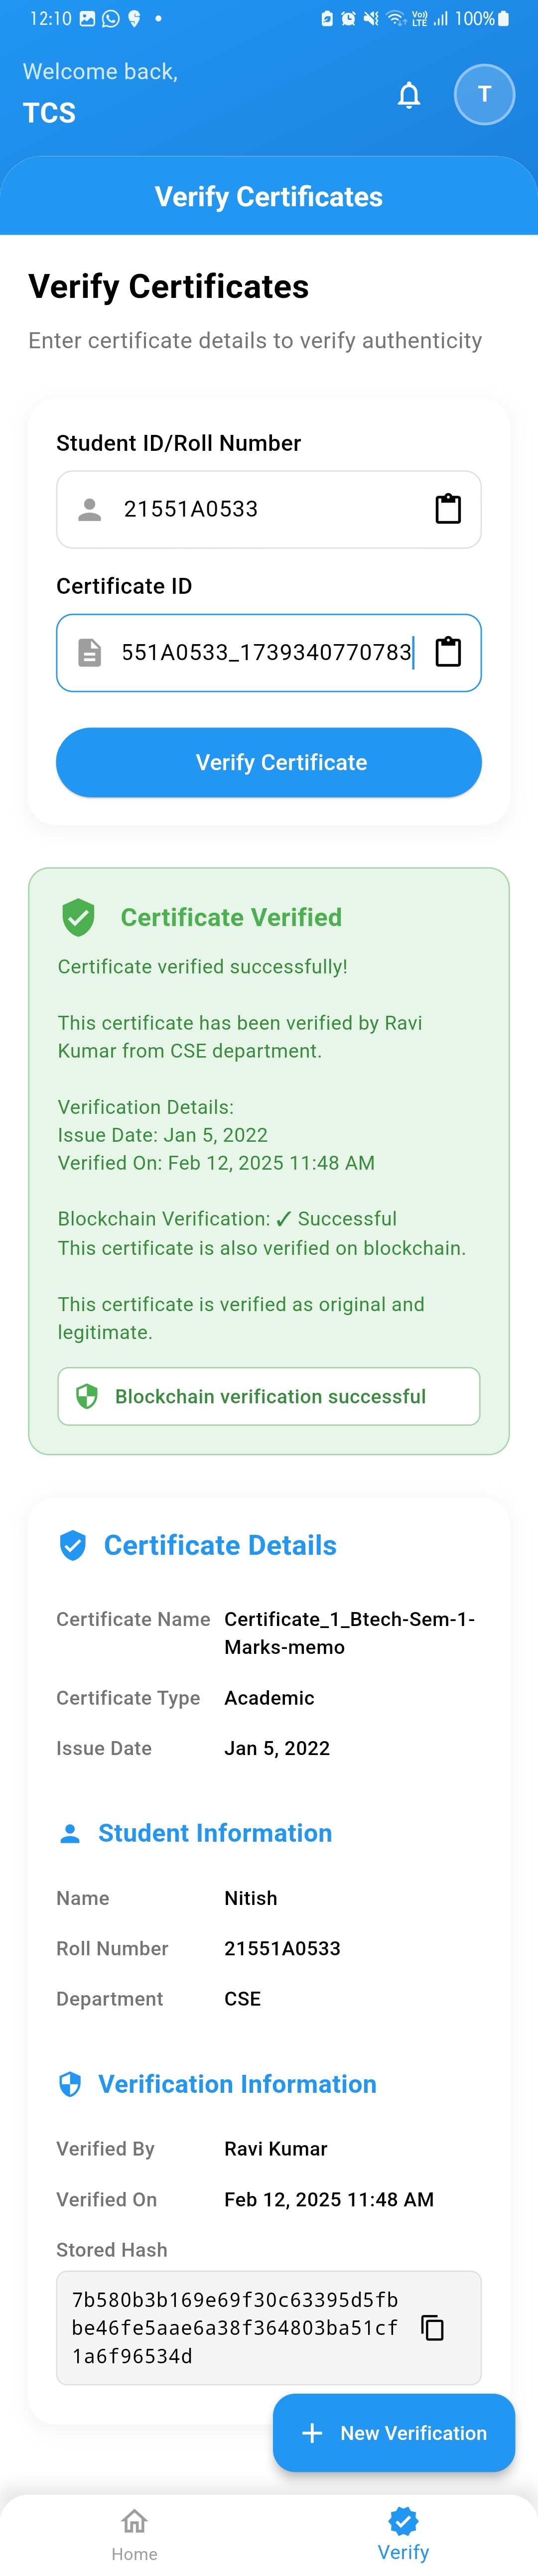 12:10
Vo)) LTE
100%
Welcome back,
TCS
T
Verify Certificates
Verify Certificates
Enter certificate details to verify authenticity
Student ID/Roll Number
21551A0533
Certificate ID
551A0533_1739340770783
Verify Certificate
Certificate Verified
Certificate verified successfully!
This certificate has been verified by Ravi
Kumar from CSE department.
Verification Details:
Issue Date: Jan 5, 2022
Verified On: Feb 12, 2025 11:48 AM
Blockchain Verification: ✓ Successful
This certificate is also verified on blockchain.
This certificate is verified as original and
legitimate.
Blockchain verification successful
Certificate Details
Certificate Name Certificate_1_Btech-Sem-1-
Marks-memo
Certificate Type Academic
Issue Date Jan 5, 2022
Student Information
Name Nitish
Roll Number 21551A0533
Department CSE
Verification Information
Verified By Ravi Kumar
Verified On Feb 12, 2025 11:48 AM
Stored Hash
7b580b3b169e69f30c63395d5fb
be46fe5aae6a38f364803ba51cf
1a6f96534d
+ New Verification
Home
Verify